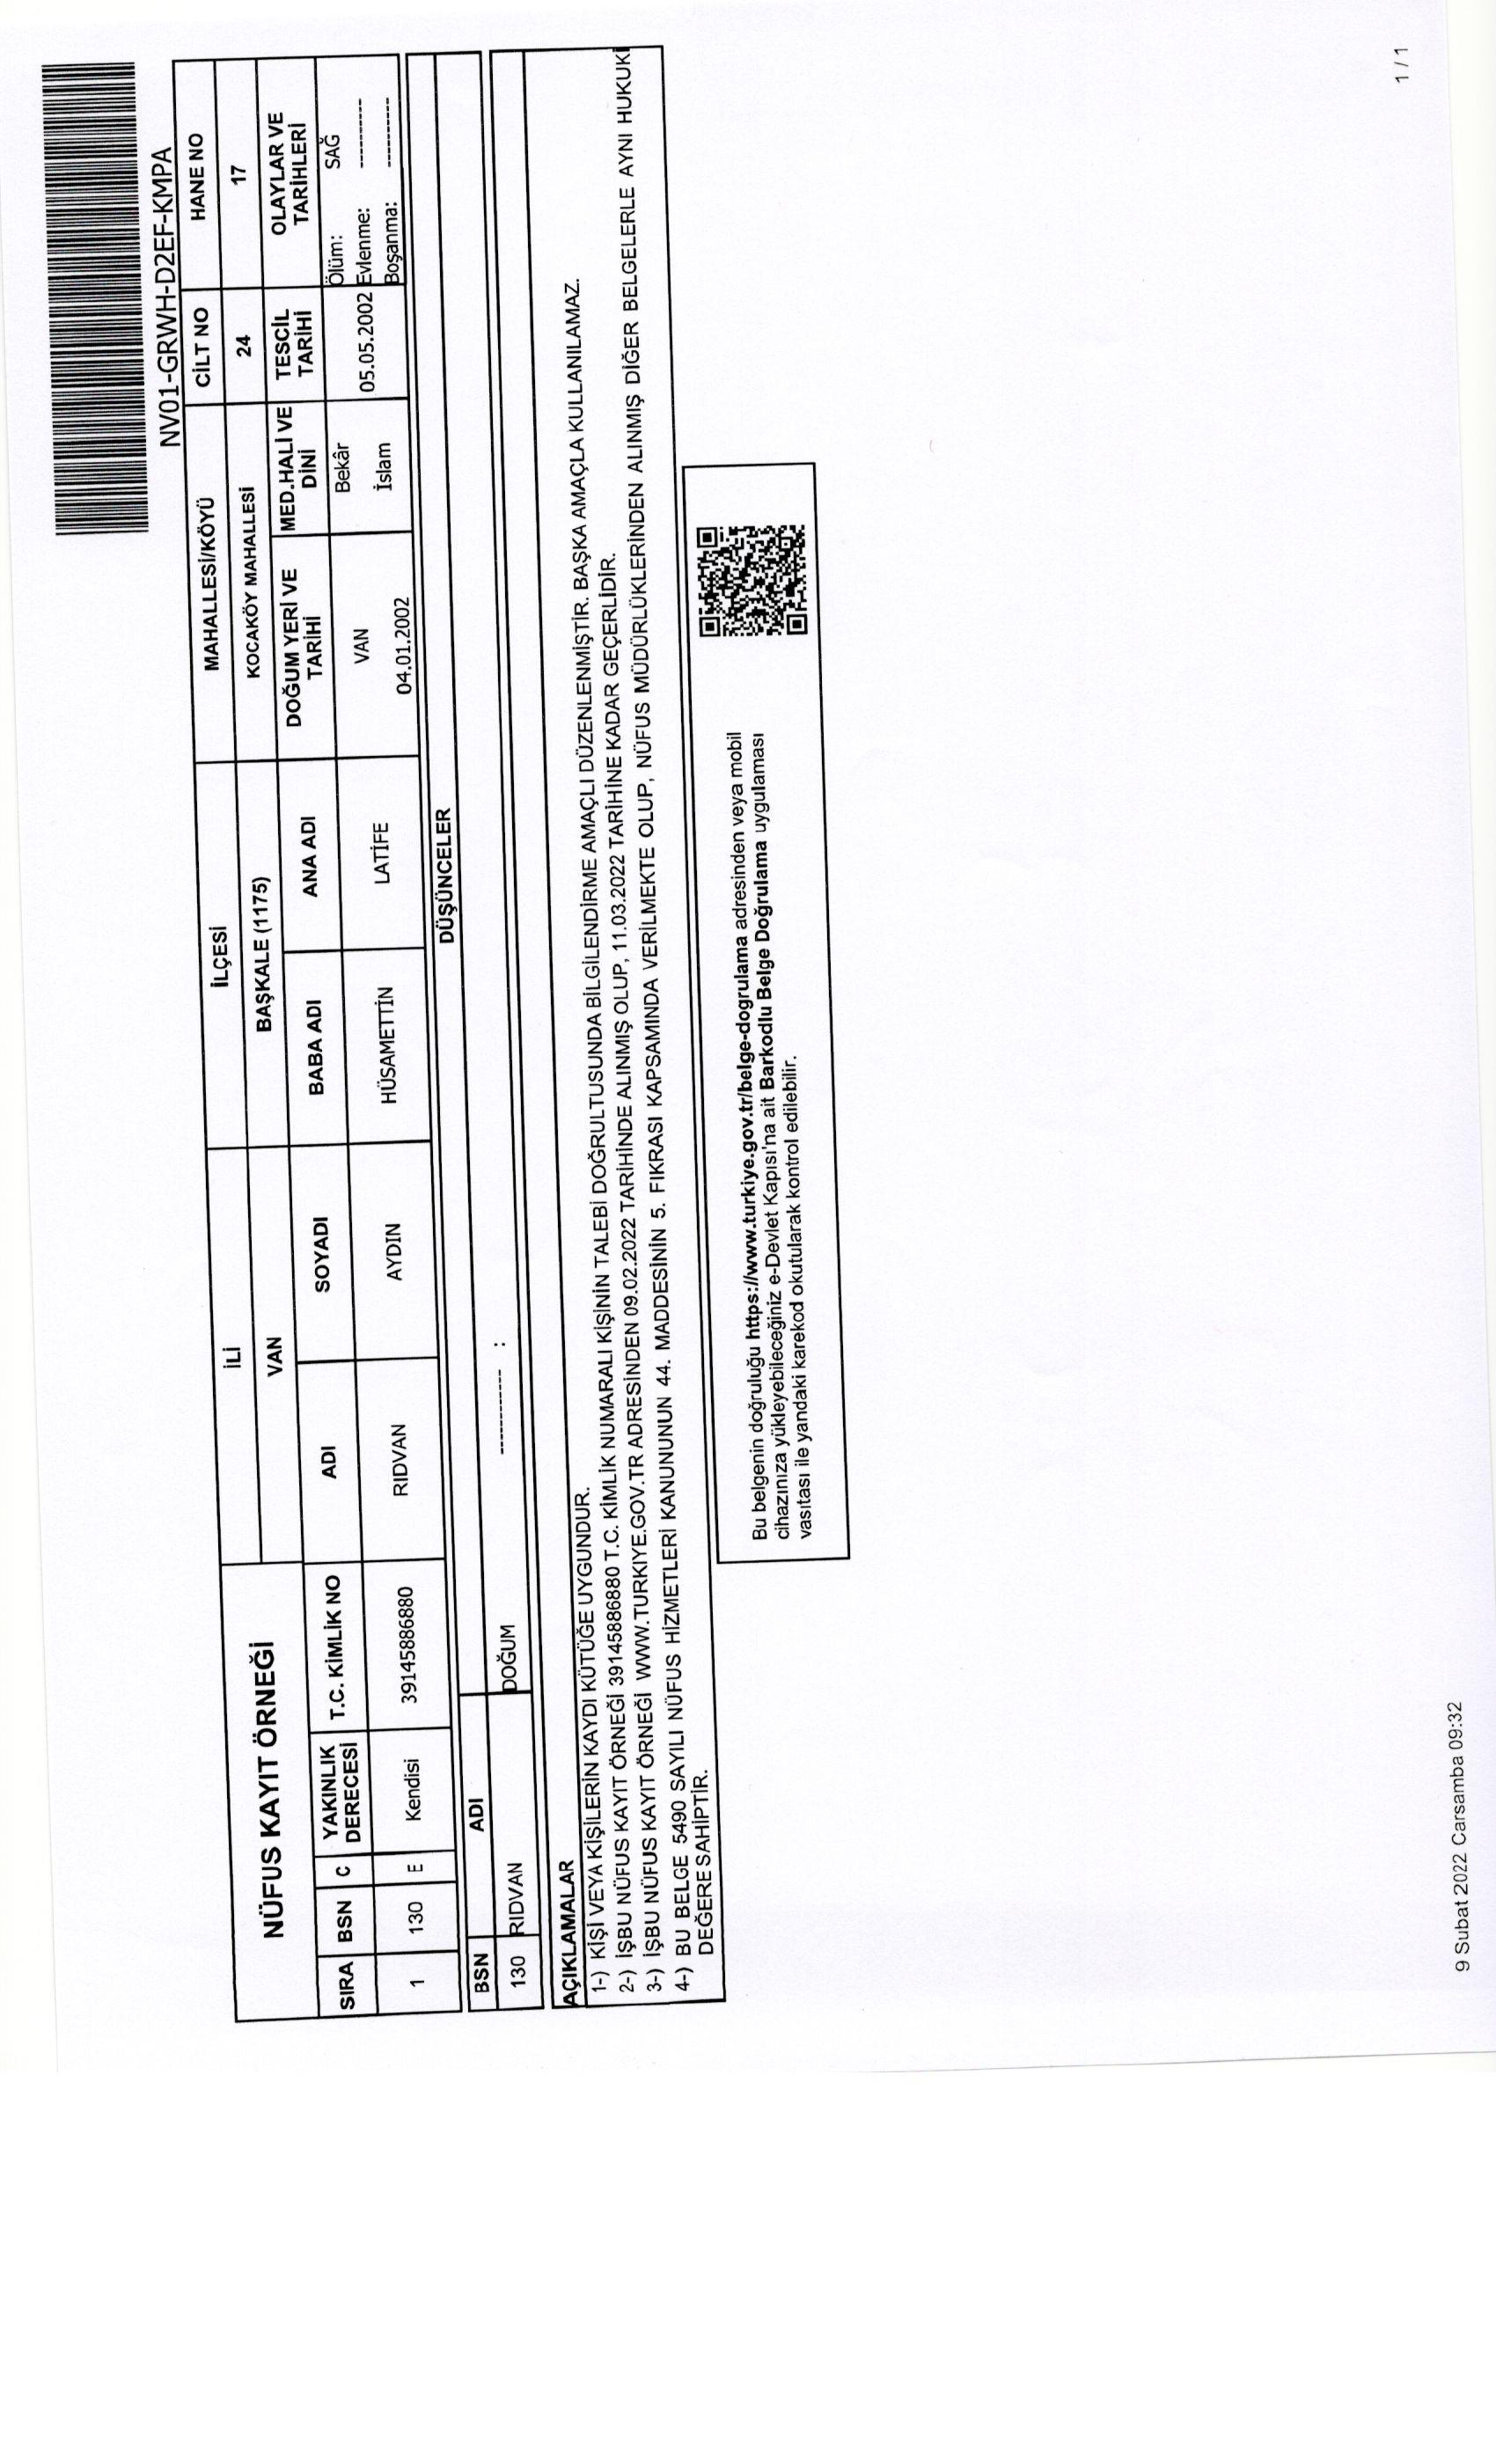 NV01-GRWH-D2EF-KMPA
NÜFUS KAYIT ÖRNEĞİ
İLİ İLÇESİ MAHALLESİ/KÖYÜ CİLT NO HANE NO
VAN BAŞKALE (1175) KOCAKÖY MAHALLESİ 24 17
SIRA BSN C YAKINLIK DERECESİ T.C. KİMLİK NO ADI SOYADI BABA ADI ANA ADI DOĞUM YERİ VE TARİHİ MED.HALİ VE DİNİ TESCİL TARİHİ OLAYLAR VE TARİHLERİ
1 130 E Kendisi 39145886880 RIDVAN AYDIN HÜSAMETTİN LATİFE VAN 04.01.2002 Bekâr İslam 05.05.2002 Ölüm: SAĞ
Evlenme: ----------
Boşanma: ----------
DÜŞÜNCELER
BSN ADI
130 RIDVAN DOĞUM ------------ :
AÇIKLAMALAR
1-) KİŞİ VEYA KİŞİLERİN KAYDI KÜTÜĞE UYGUNDUR.
2-) İŞBU NÜFUS KAYIT ÖRNEĞİ 39145886880 T.C. KİMLİK NUMARALI KİŞİNİN TALEBİ DOĞRULTUSUNDA BİLGİLENDİRME AMAÇLI DÜZENLENMİŞTİR. BAŞKA AMAÇLA KULLANILAMAZ.
3-) İŞBU NÜFUS KAYIT ÖRNEĞİ WWW.TURKIYE.GOV.TR ADRESİNDEN 09.02.2022 TARİHİNDE ALINMIŞ OLUP, 11.03.2022 TARİHİNE KADAR GEÇERLİDİR.
4-) BU BELGE 5490 SAYILI NÜFUS HİZMETLERİ KANUNUNUN 44. MADDESİNİN 5. FIKRASI KAPSAMINDA VERİLMEKTE OLUP, NÜFUS MÜDÜRLÜKLERİNDEN ALINMIŞ DİĞER BELGELERLE AYNI HUKUKİ
DEĞERE SAHİPTİR.
Bu belgenin doğruluğu https://www.turkiye.gov.tr/belge-dogrulama adresinden veya mobil
cihazınıza yükleyebileceğiniz e-Devlet Kapısı'na ait Barkodlu Belge Doğrulama uygulaması
vasıtası ile yandaki karekod okutularak kontrol edilebilir.
9 Subat 2022 Carsamba 09:32
1 / 1